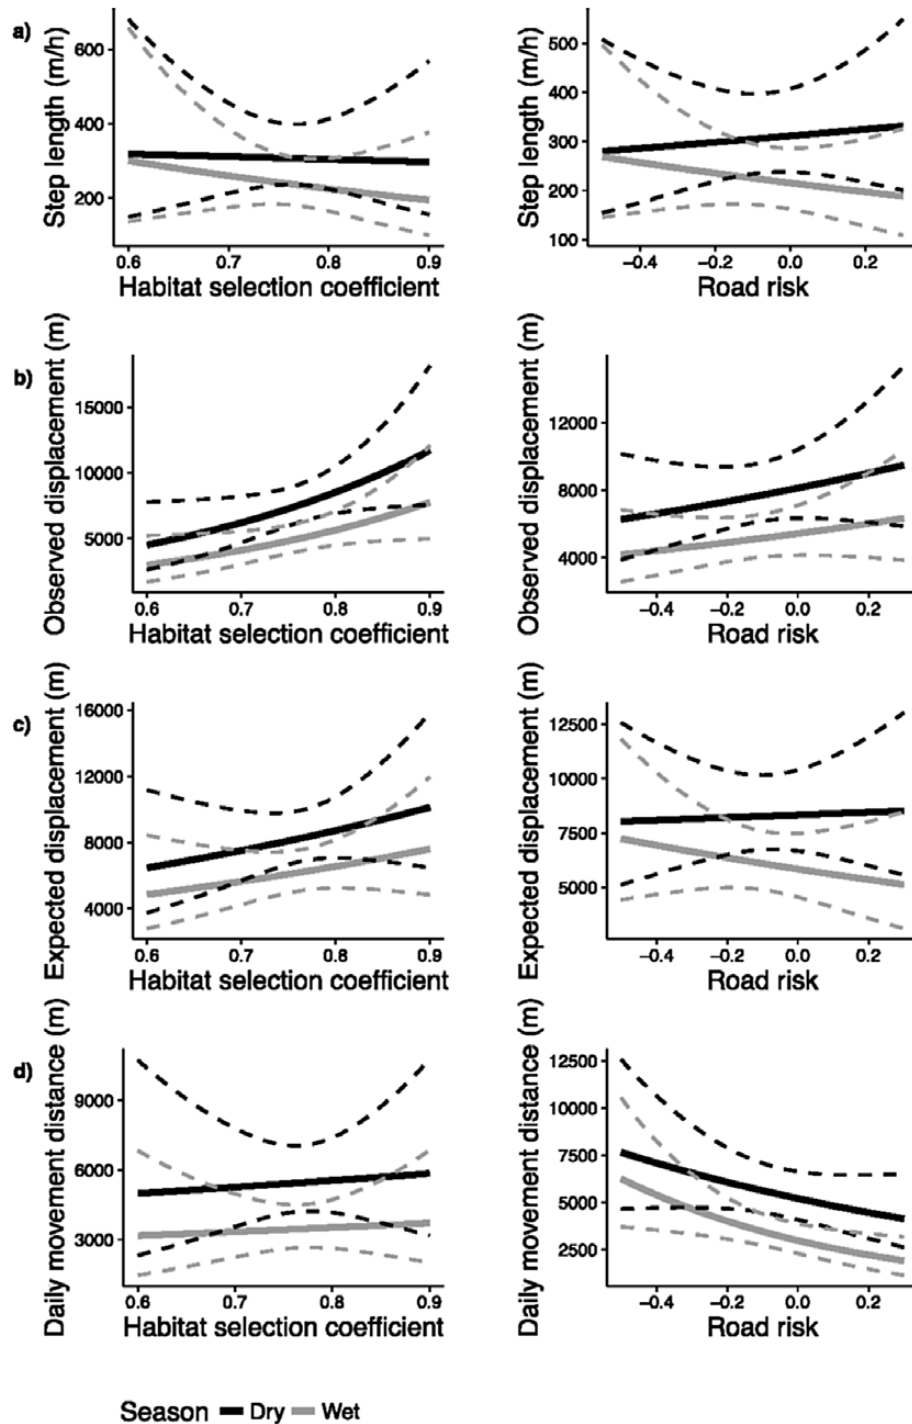 a)
Step length (m/h)
600
400
200
0.6 0.7 0.8 0.9
Habitat selection coefficient
Step length (m/h)
500
400
300
200
100
−0.4 −0.2 0.0 0.2
Road risk
b)
Observed displacement (m)
15000
10000
5000
0.6 0.7 0.8 0.9
Habitat selection coefficient
Observed displacement (m)
12000
8000
4000
−0.4 −0.2 0.0 0.2
Road risk
c)
Expected displacement (m)
16000
12000
8000
4000
0.6 0.7 0.8 0.9
Habitat selection coefficient
Expected displacement (m)
12500
10000
7500
5000
−0.4 −0.2 0.0 0.2
Road risk
d)
Daily movement distance (m)
9000
6000
3000
0.6 0.7 0.8 0.9
Habitat selection coefficient
Daily movement distance (m)
12500
10000
7500
5000
2500
−0.4 −0.2 0.0 0.2
Road risk
Season Dry Wet